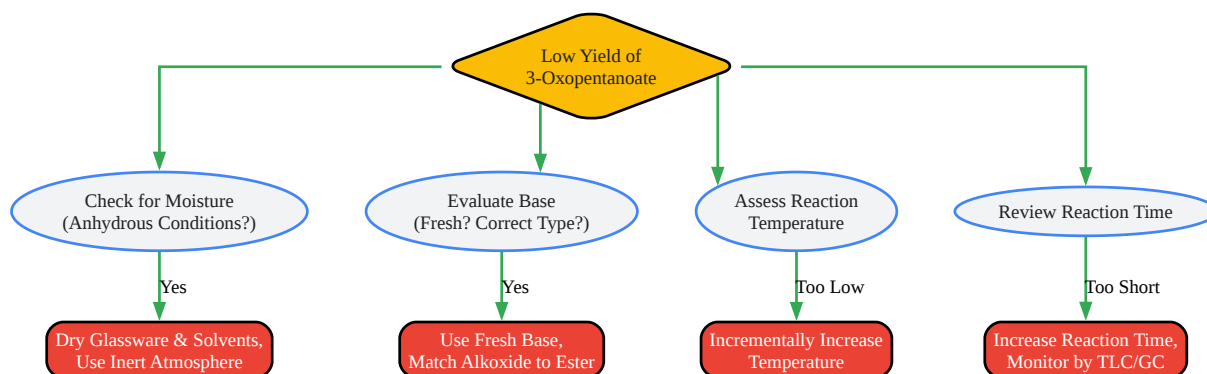 Low Yield of
3-Oxopentanoate
Check for Moisture
(Anhydrous Conditions?)
Evaluate Base
(Fresh? Correct Type?)
Assess Reaction
Temperature
Review Reaction Time
Yes
Yes
Too Low
Too Short
Dry Glassware & Solvents,
Use Inert Atmosphere
Use Fresh Base,
Match Alkoxide to Ester
Incrementally Increase
Temperature
Increase Reaction Time,
Monitor by TLC/GC